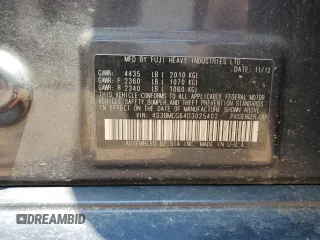 MFD BY FUJI HEAVY INDUSTRIES LTD.
DATE: 11/12
GVWR: 4435 LB ( 2010 KG)
GAWR: F 2360 LB ( 1070 KG)
GAWR: R 2340 LB ( 1060 KG)
THIS VEHICLE CONFORMS TO ALL APPLICABLE
FEDERAL MOTOR VEHICLE SAFETY, BUMPER, AND THEFT PREVENTION
STANDARDS IN EFFECT ON THE DATE OF MANUFACTURE SHOWN ABOVE.
VIN: 4S3BMCG64D3025402 PASSENGER CAR
ASSEMBLED BY SIA INC. MADE IN U.S.A.
DREAMBID